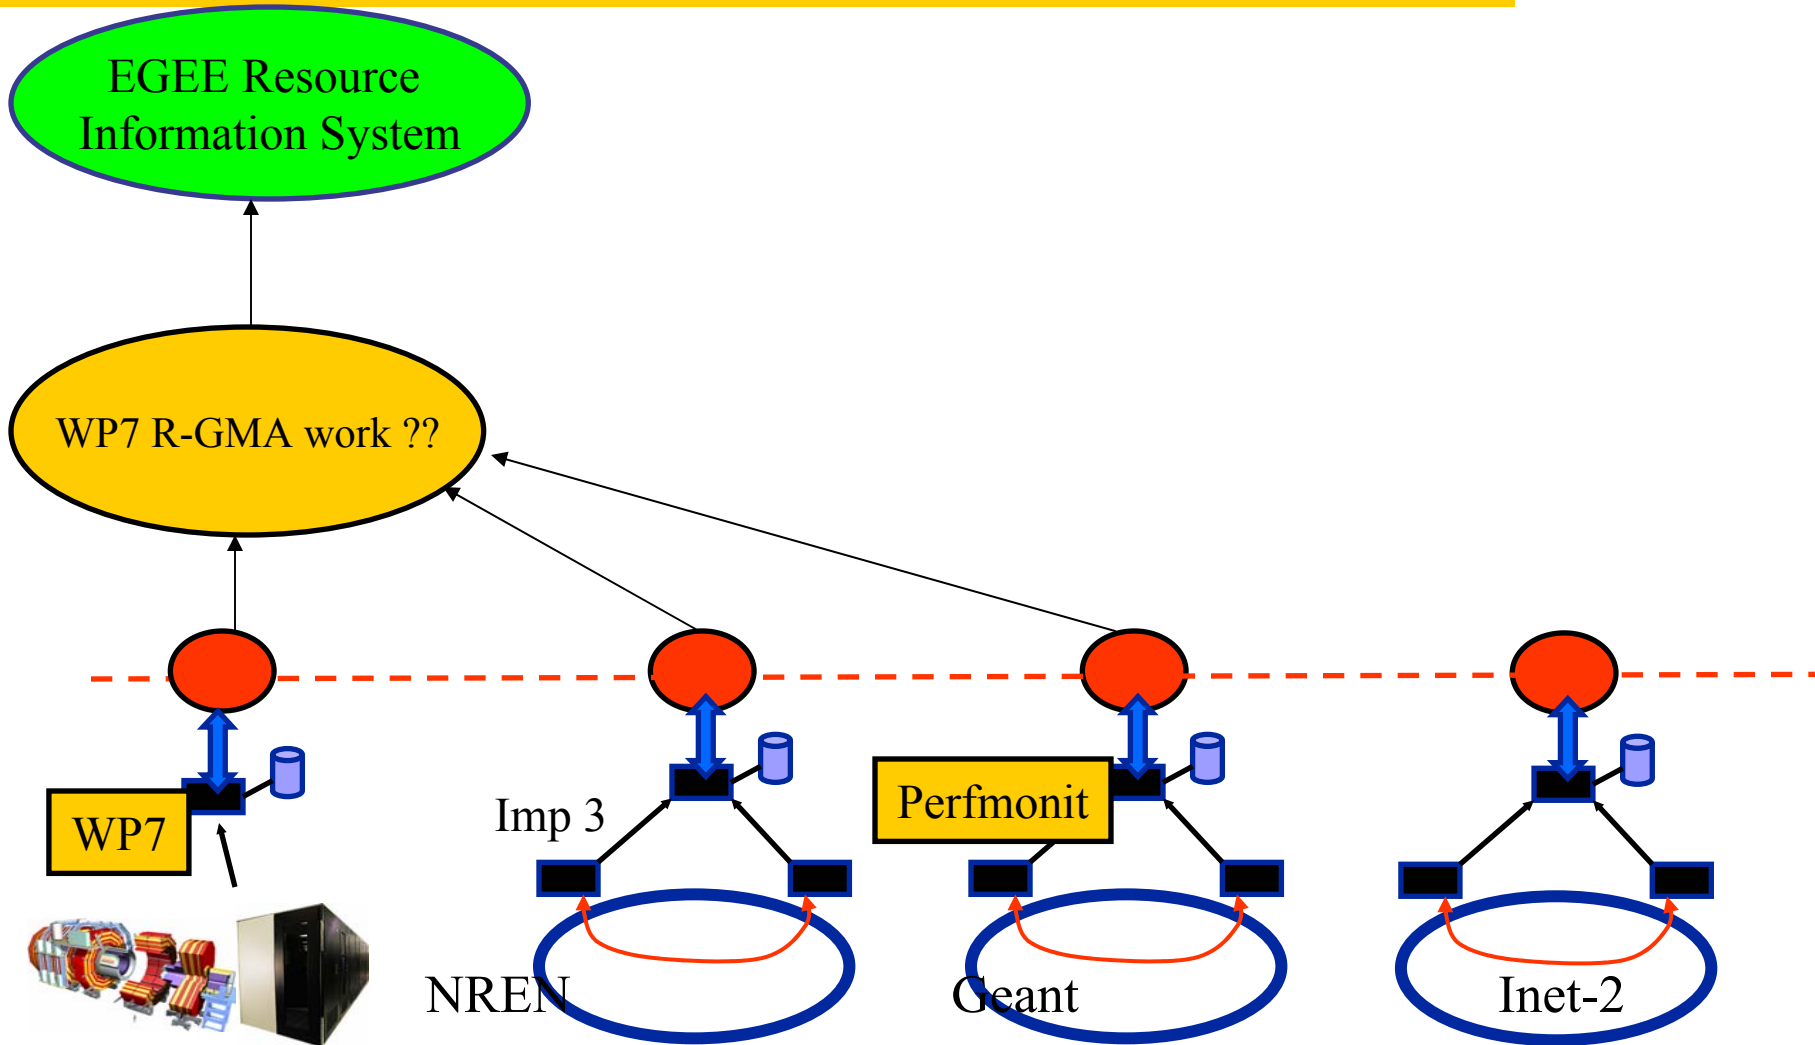 EGEE Resource
Information System
WP7 R-GMA work ??
WP7
Imp 3
Perfmonit
NREN
Geant
Inet-2